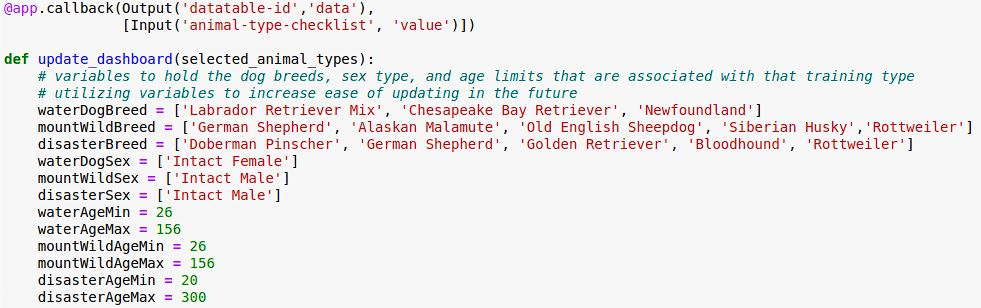 @app.callback(Output('datatable-id','data'),
              [Input('animal-type-checklist', 'value')])
def update_dashboard(selected_animal_types):
    # variables to hold the dog breeds, sex type, and age limits that are associated with that training type
    # utilizing variables to increase ease of updating in the future
    waterDogBreed = ['Labrador Retriever Mix', 'Chesapeake Bay Retriever', 'Newfoundland']
    mountWildBreed = ['German Shepherd', 'Alaskan Malamute', 'Old English Sheepdog', 'Siberian Husky','Rottweiler']
    disasterBreed = ['Doberman Pinscher', 'German Shepherd', 'Golden Retriever', 'Bloodhound', 'Rottweiler']
    waterDogSex = ['Intact Female']
    mountWildSex = ['Intact Male']
    disasterSex = ['Intact Male']
    waterAgeMin = 26
    waterAgeMax = 156
    mountWildAgeMin = 26
    mountWildAgeMax = 156
    disasterAgeMin = 20
    disasterAgeMax = 300